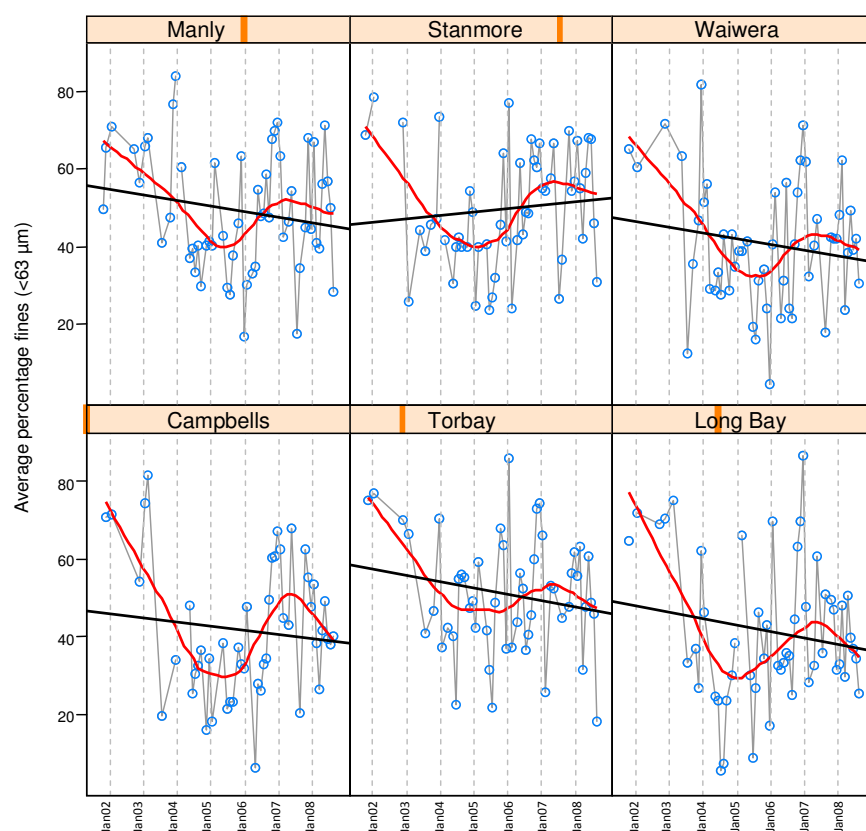 Manly Stanmore Waiwera
80
60
40
20
Average percentage fines (<63 µm)
Campbells Torbay Long Bay
80
60
40
20
Jan02 Jan03 Jan04 Jan05 Jan06 Jan07 Jan08 Jan02 Jan03 Jan04 Jan05 Jan06 Jan07 Jan08 Jan02 Jan03 Jan04 Jan05 Jan06 Jan07 Jan08